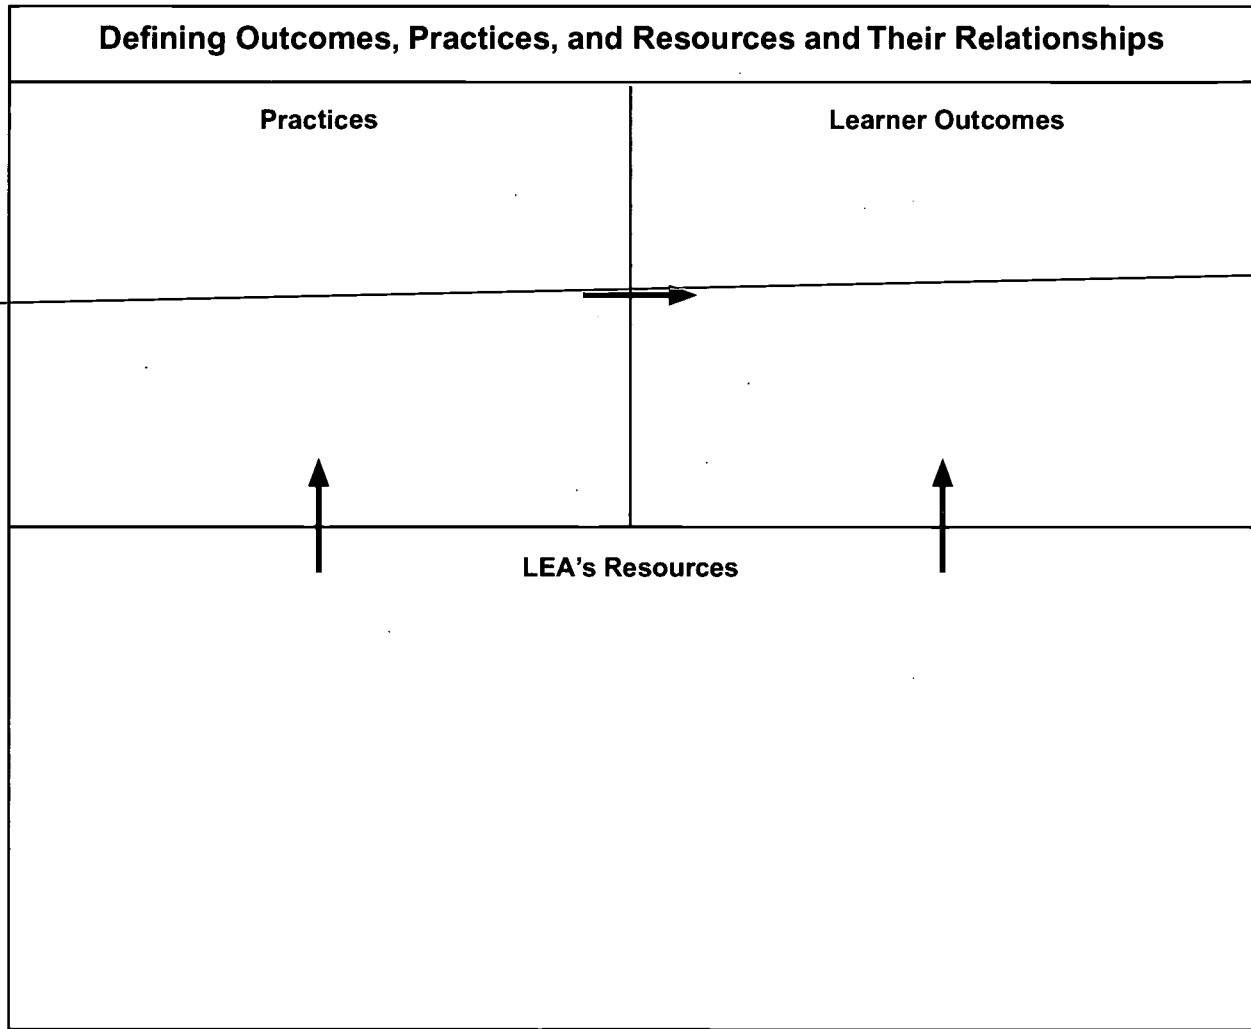 Defining Outcomes, Practices, and Resources and Their Relationships
Practices
Learner Outcomes
LEA's Resources